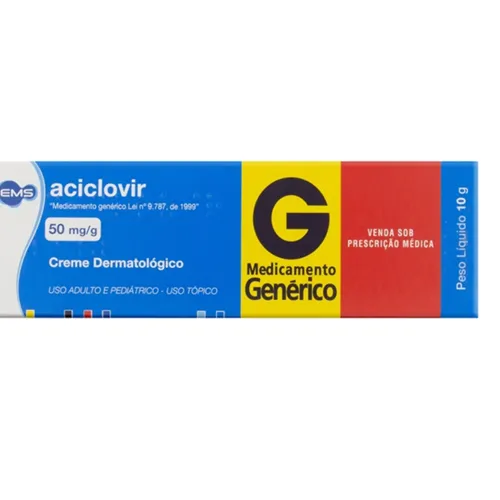 EMS
aciclovir
"Medicamento genérico Lei nº 9.787, de 1999"
50 mg/g
Creme Dermatológico
USO ADULTO E PEDIÁTRICO - USO TÓPICO
G
Medicamento
Genérico
VENDA SOB
PRESCRIÇÃO MÉDICA
Peso Líquido 10 g